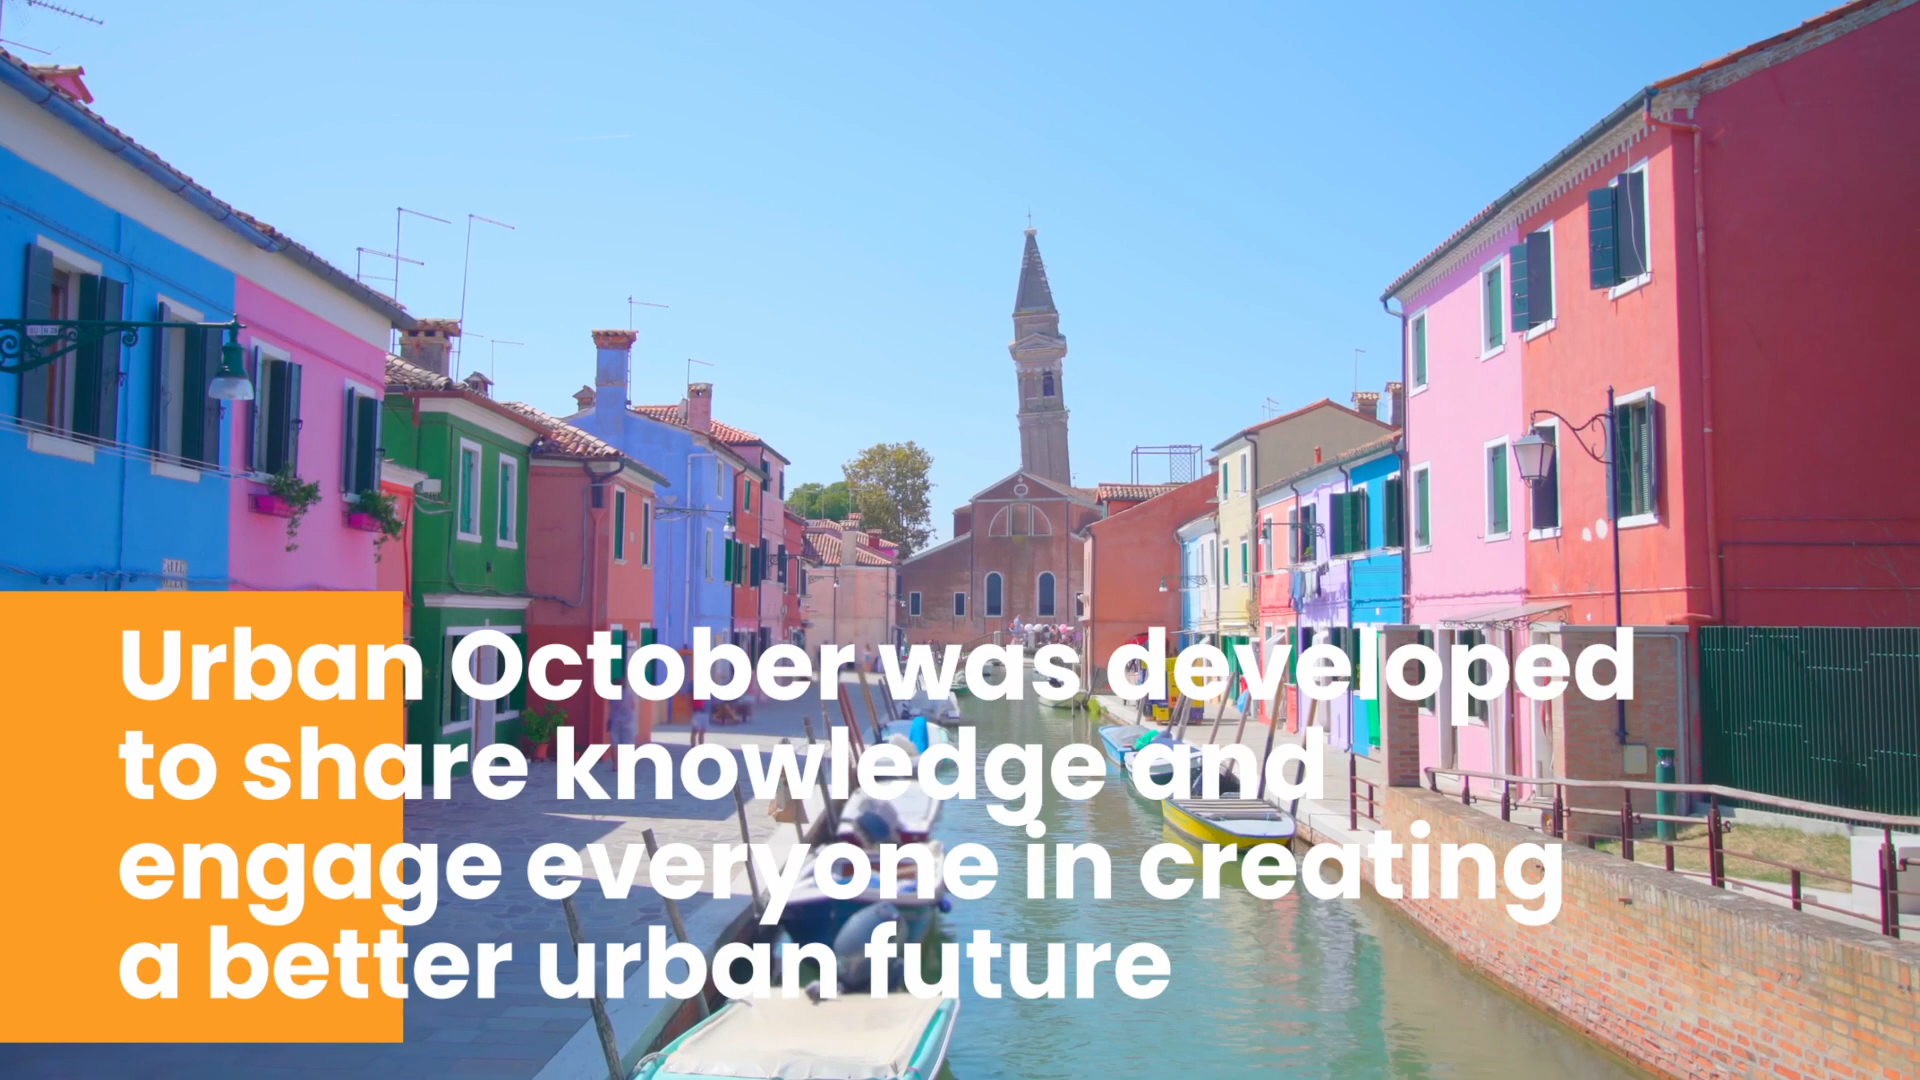 Urban October was developed
to share knowledge and
engage everyone in creating
a better urban future